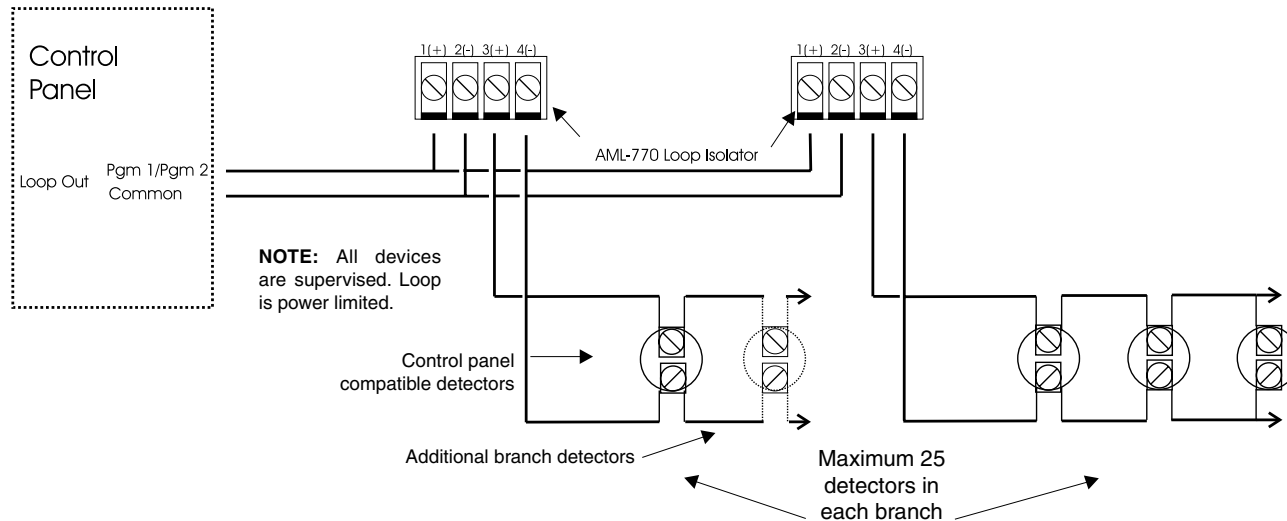 Control
Panel
Loop Out
Pgm 1/Pgm 2
Common
1(+) 2(-) 3(+) 4(-)
1(+) 2(-) 3(+) 4(-)
AML-770 Loop Isolator
NOTE: All devices
are supervised. Loop
is power limited.
Control panel
compatible detectors
Additional branch detectors
Maximum 25
detectors in
each branch